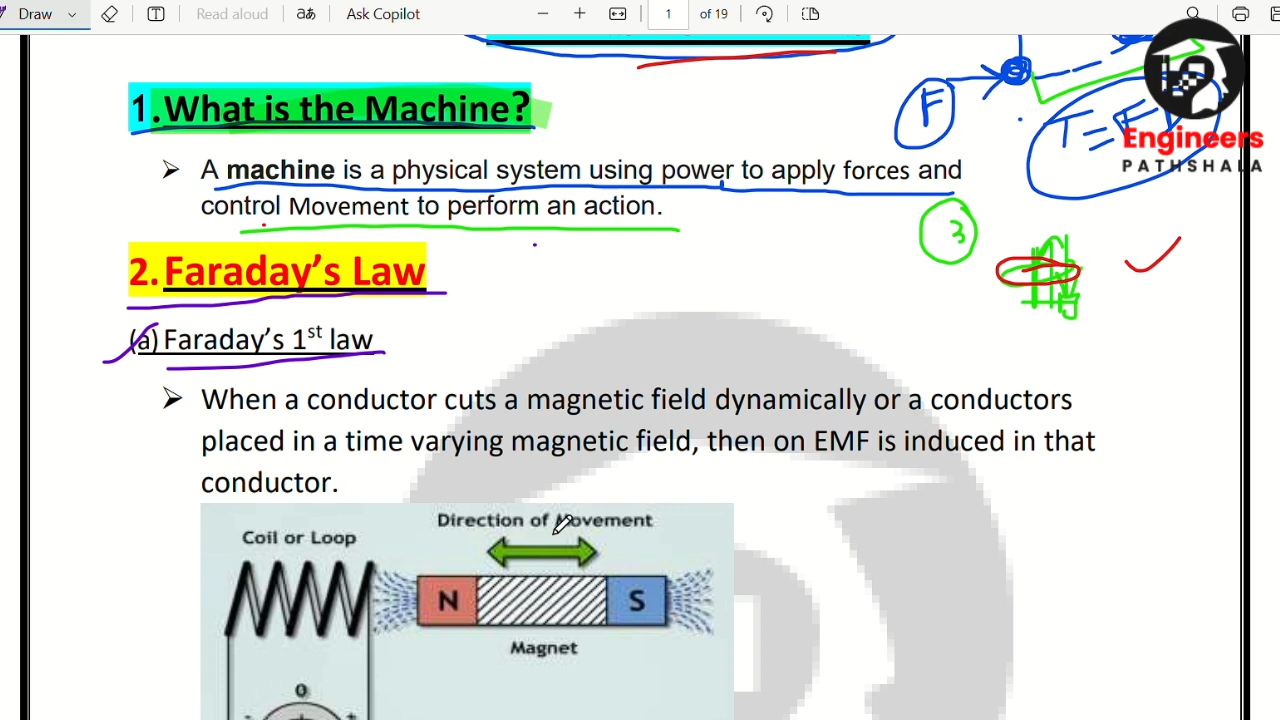 Draw
Read aloud
aあ
Ask Copilot
1
of 19
1. What is the Machine?
F
T = F
Engineers
PATHSHALA
A machine is a physical system using power to apply forces and
control Movement to perform an action.
3
2. Faraday's Law
(a) Faraday's 1st law
When a conductor cuts a magnetic field dynamically or a conductors
placed in a time varying magnetic field, then on EMF is induced in that
conductor.
Direction of Movement
Coil or Loop
N
S
Magnet
0
- +